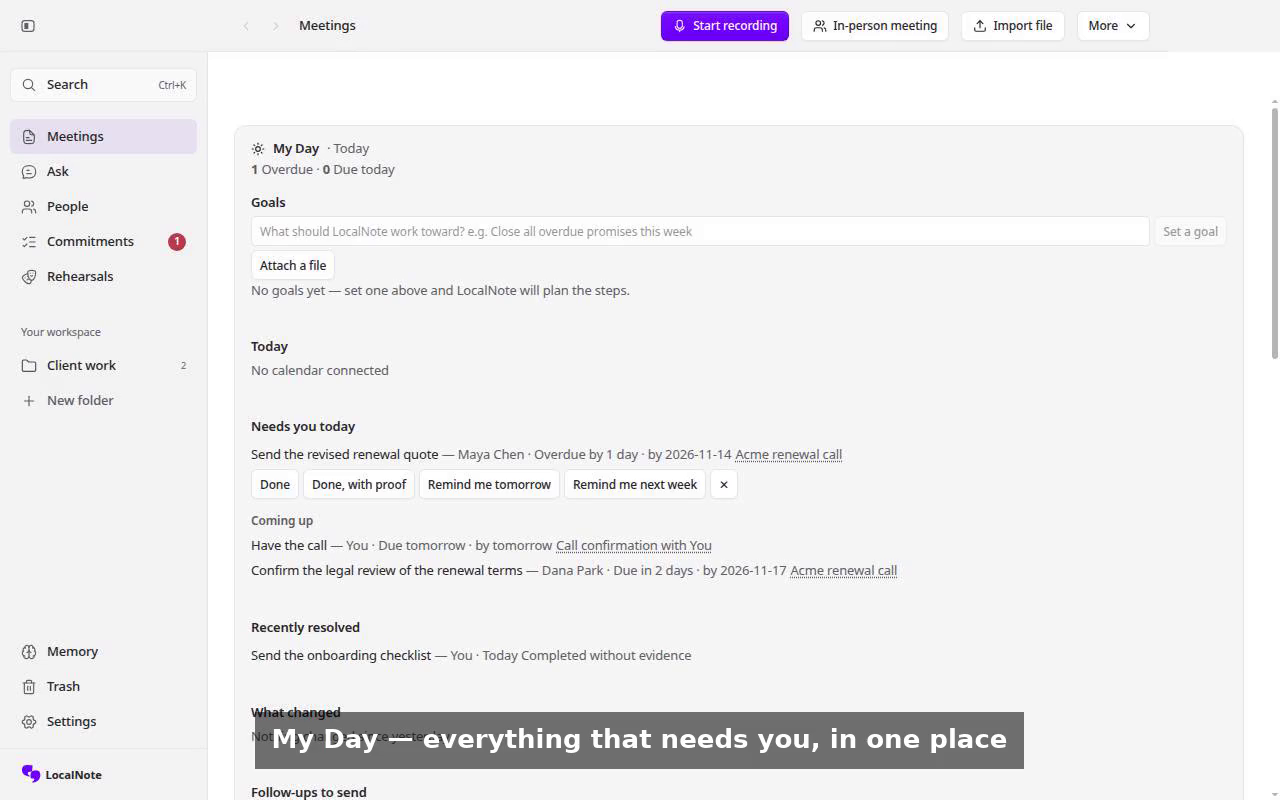 Meetings
Start recording
In-person meeting
Import file
More
Search
Ctrl+K
Meetings
Ask
People
Commitments
1
Rehearsals
Your workspace
Client work
2
New folder
Memory
Trash
Settings
LocalNote
My Day · Today
1 Overdue · 0 Due today
Goals
What should LocalNote work toward? e.g. Close all overdue promises this week
Set a goal
Attach a file
No goals yet — set one above and LocalNote will plan the steps.
Today
No calendar connected
Needs you today
Send the revised renewal quote — Maya Chen · Overdue by 1 day · by 2026-11-14 Acme renewal call
Done
Done, with proof
Remind me tomorrow
Remind me next week
×
Coming up
Have the call — You · Due tomorrow · by tomorrow Call confirmation with You
Confirm the legal review of the renewal terms — Dana Park · Due in 2 days · by 2026-11-17 Acme renewal call
Recently resolved
Send the onboarding checklist — You · Today Completed without evidence
What changed
My Day — everything that needs you, in one place
Follow-ups to send